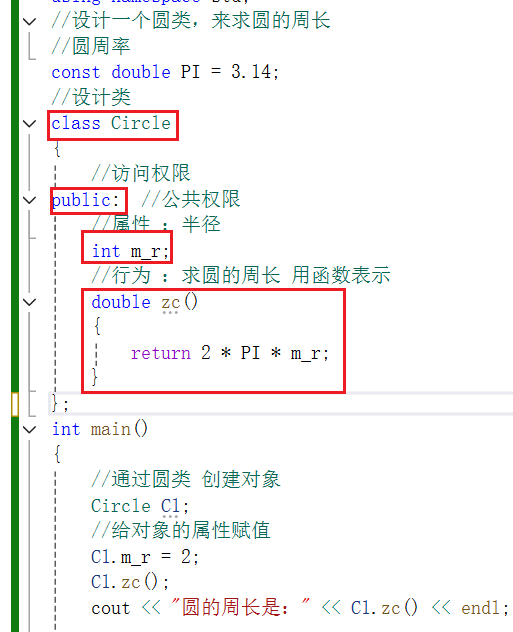 using namespace std;
//设计一个圆类，来求圆的周长
//圆周率
const double PI = 3.14;
//设计类
class Circle
{
//访问权限
public: //公共权限
//属性 ：半径
int m_r;
//行为 ：求圆的周长 用函数表示
double zc()
{
return 2 * PI * m_r;
}
};
int main()
{
//通过圆类 创建对象
Circle C1;
//给对象的属性赋值
C1.m_r = 2;
C1.zc();
cout << "圆的周长是：" << C1.zc() << endl;